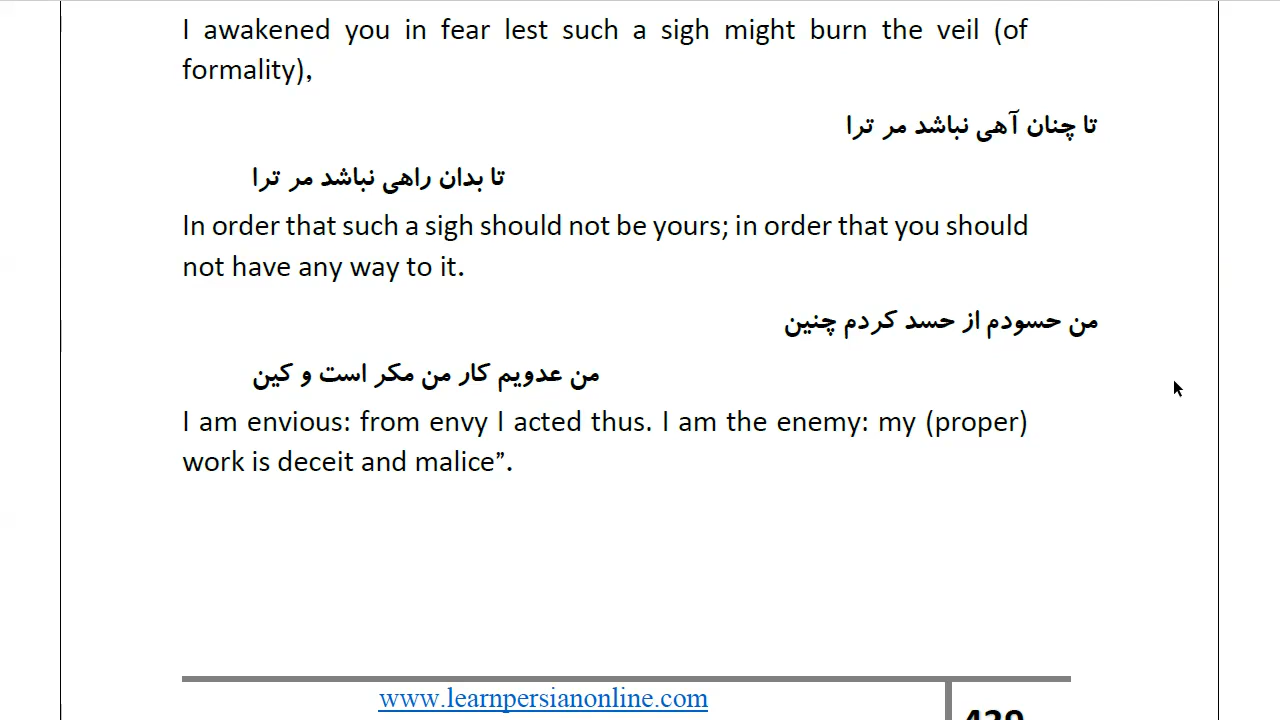 I awakened you in fear lest such a sigh might burn the veil (of
formality),
تا چنان آهی نباشد مر ترا
تا بدان راهی نباشد مر ترا
In order that such a sigh should not be yours; in order that you should
not have any way to it.
من حسودم از حسد کردم چنین
من عدویم کار من مکر است و کین
I am envious: from envy I acted thus. I am the enemy: my (proper)
work is deceit and malice”.
www.learnpersianonline.com